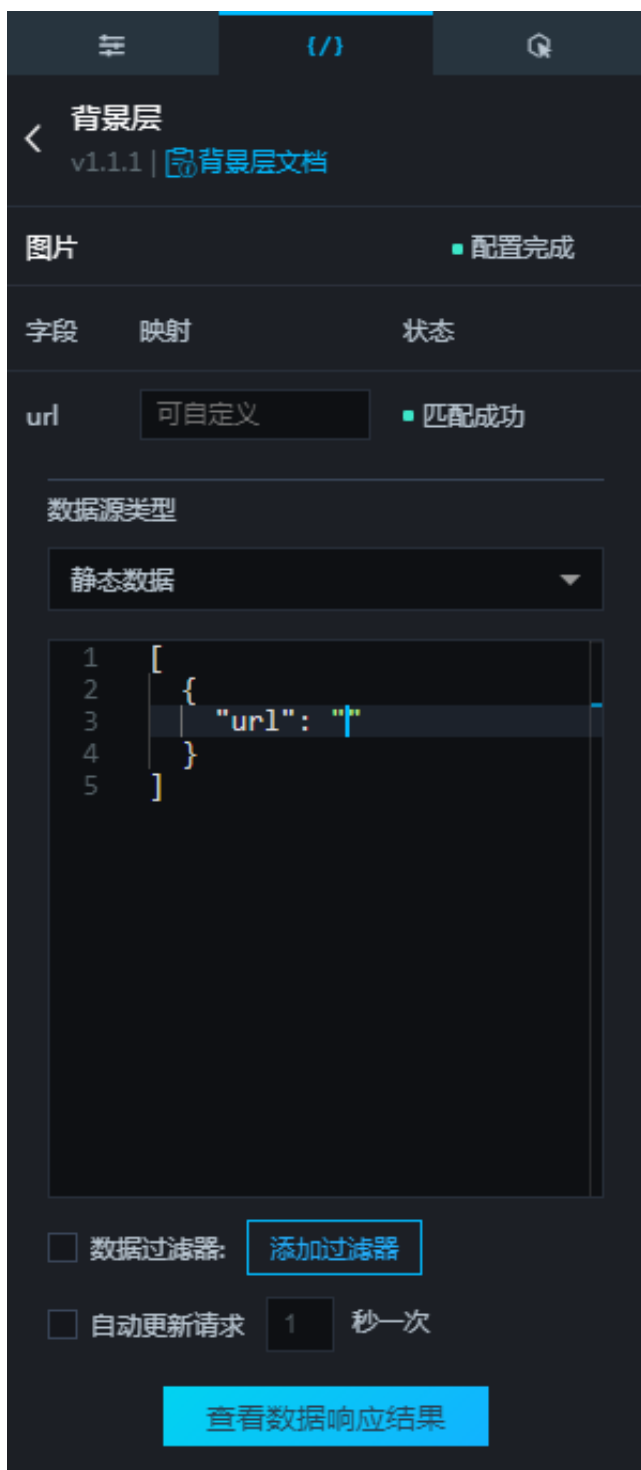 {/}
背景层
v1.1.1 | 背景层文档
图片 配置完成
字段 映射 状态
url 可自定义 匹配成功
数据源类型
静态数据
1 [
2 {
3 "url": ""
4 }
5 ]
数据过滤器: 添加过滤器
自动更新请求 1 秒一次
查看数据响应结果